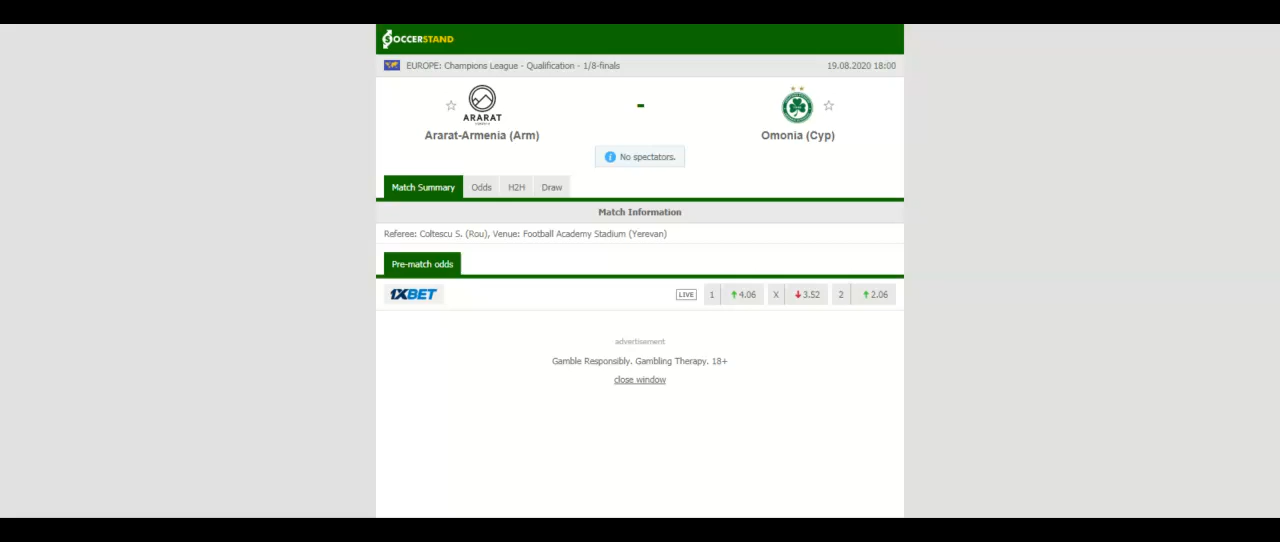 SOCCERSTAND
EUROPE: Champions League - Qualification - 1/8-finals 19.08.2020 18:00
ARARAT
-
Ararat-Armenia (Arm) Omonia (Cyp)
No spectators.
Match Summary Odds H2H Draw
Match Information
Referee: Coltescu S. (Rou), Venue: Football Academy Stadium (Yerevan)
Pre-match odds
1XBET LIVE 1 4.06 X 3.52 2 2.06
advertisement
Gamble Responsibly. Gambling Therapy. 18+
close window